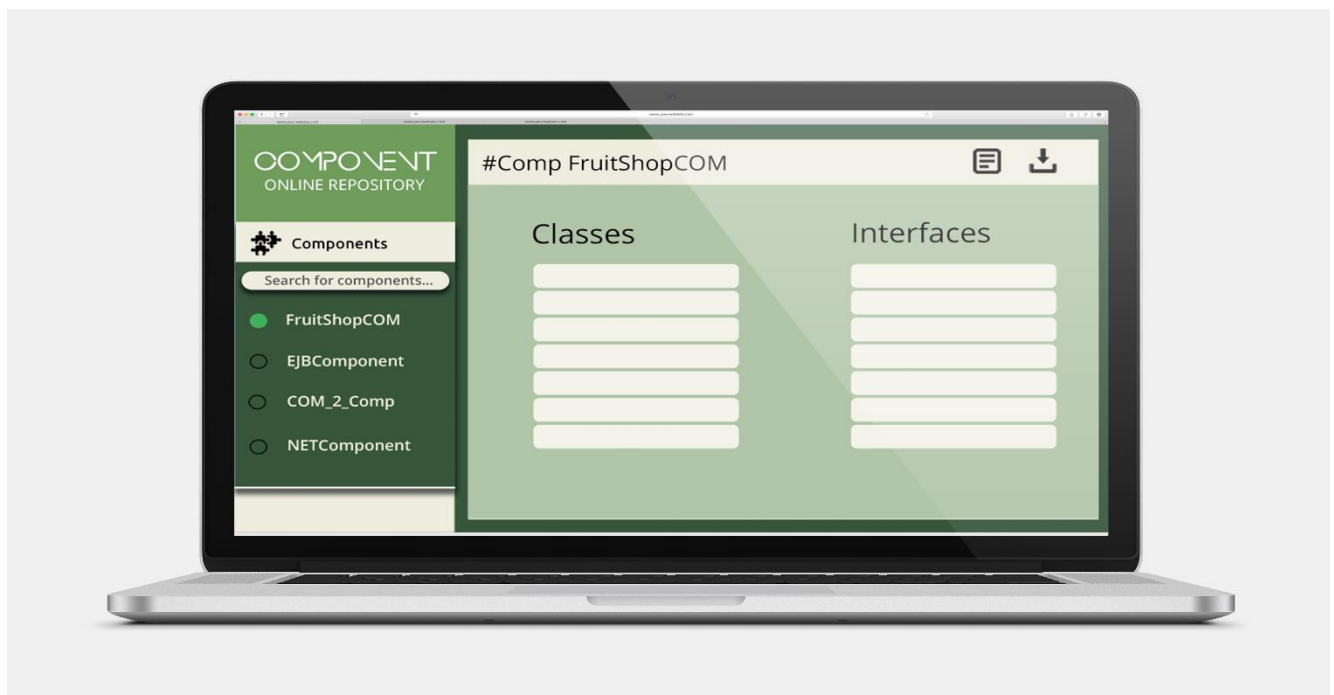 COMPONENT
ONLINE REPOSITORY
Components
Search for components...
FruitShopCOM
EJBComponent
COM_2_Comp
NETComponent
#Comp FruitShopCOM
Classes
Interfaces